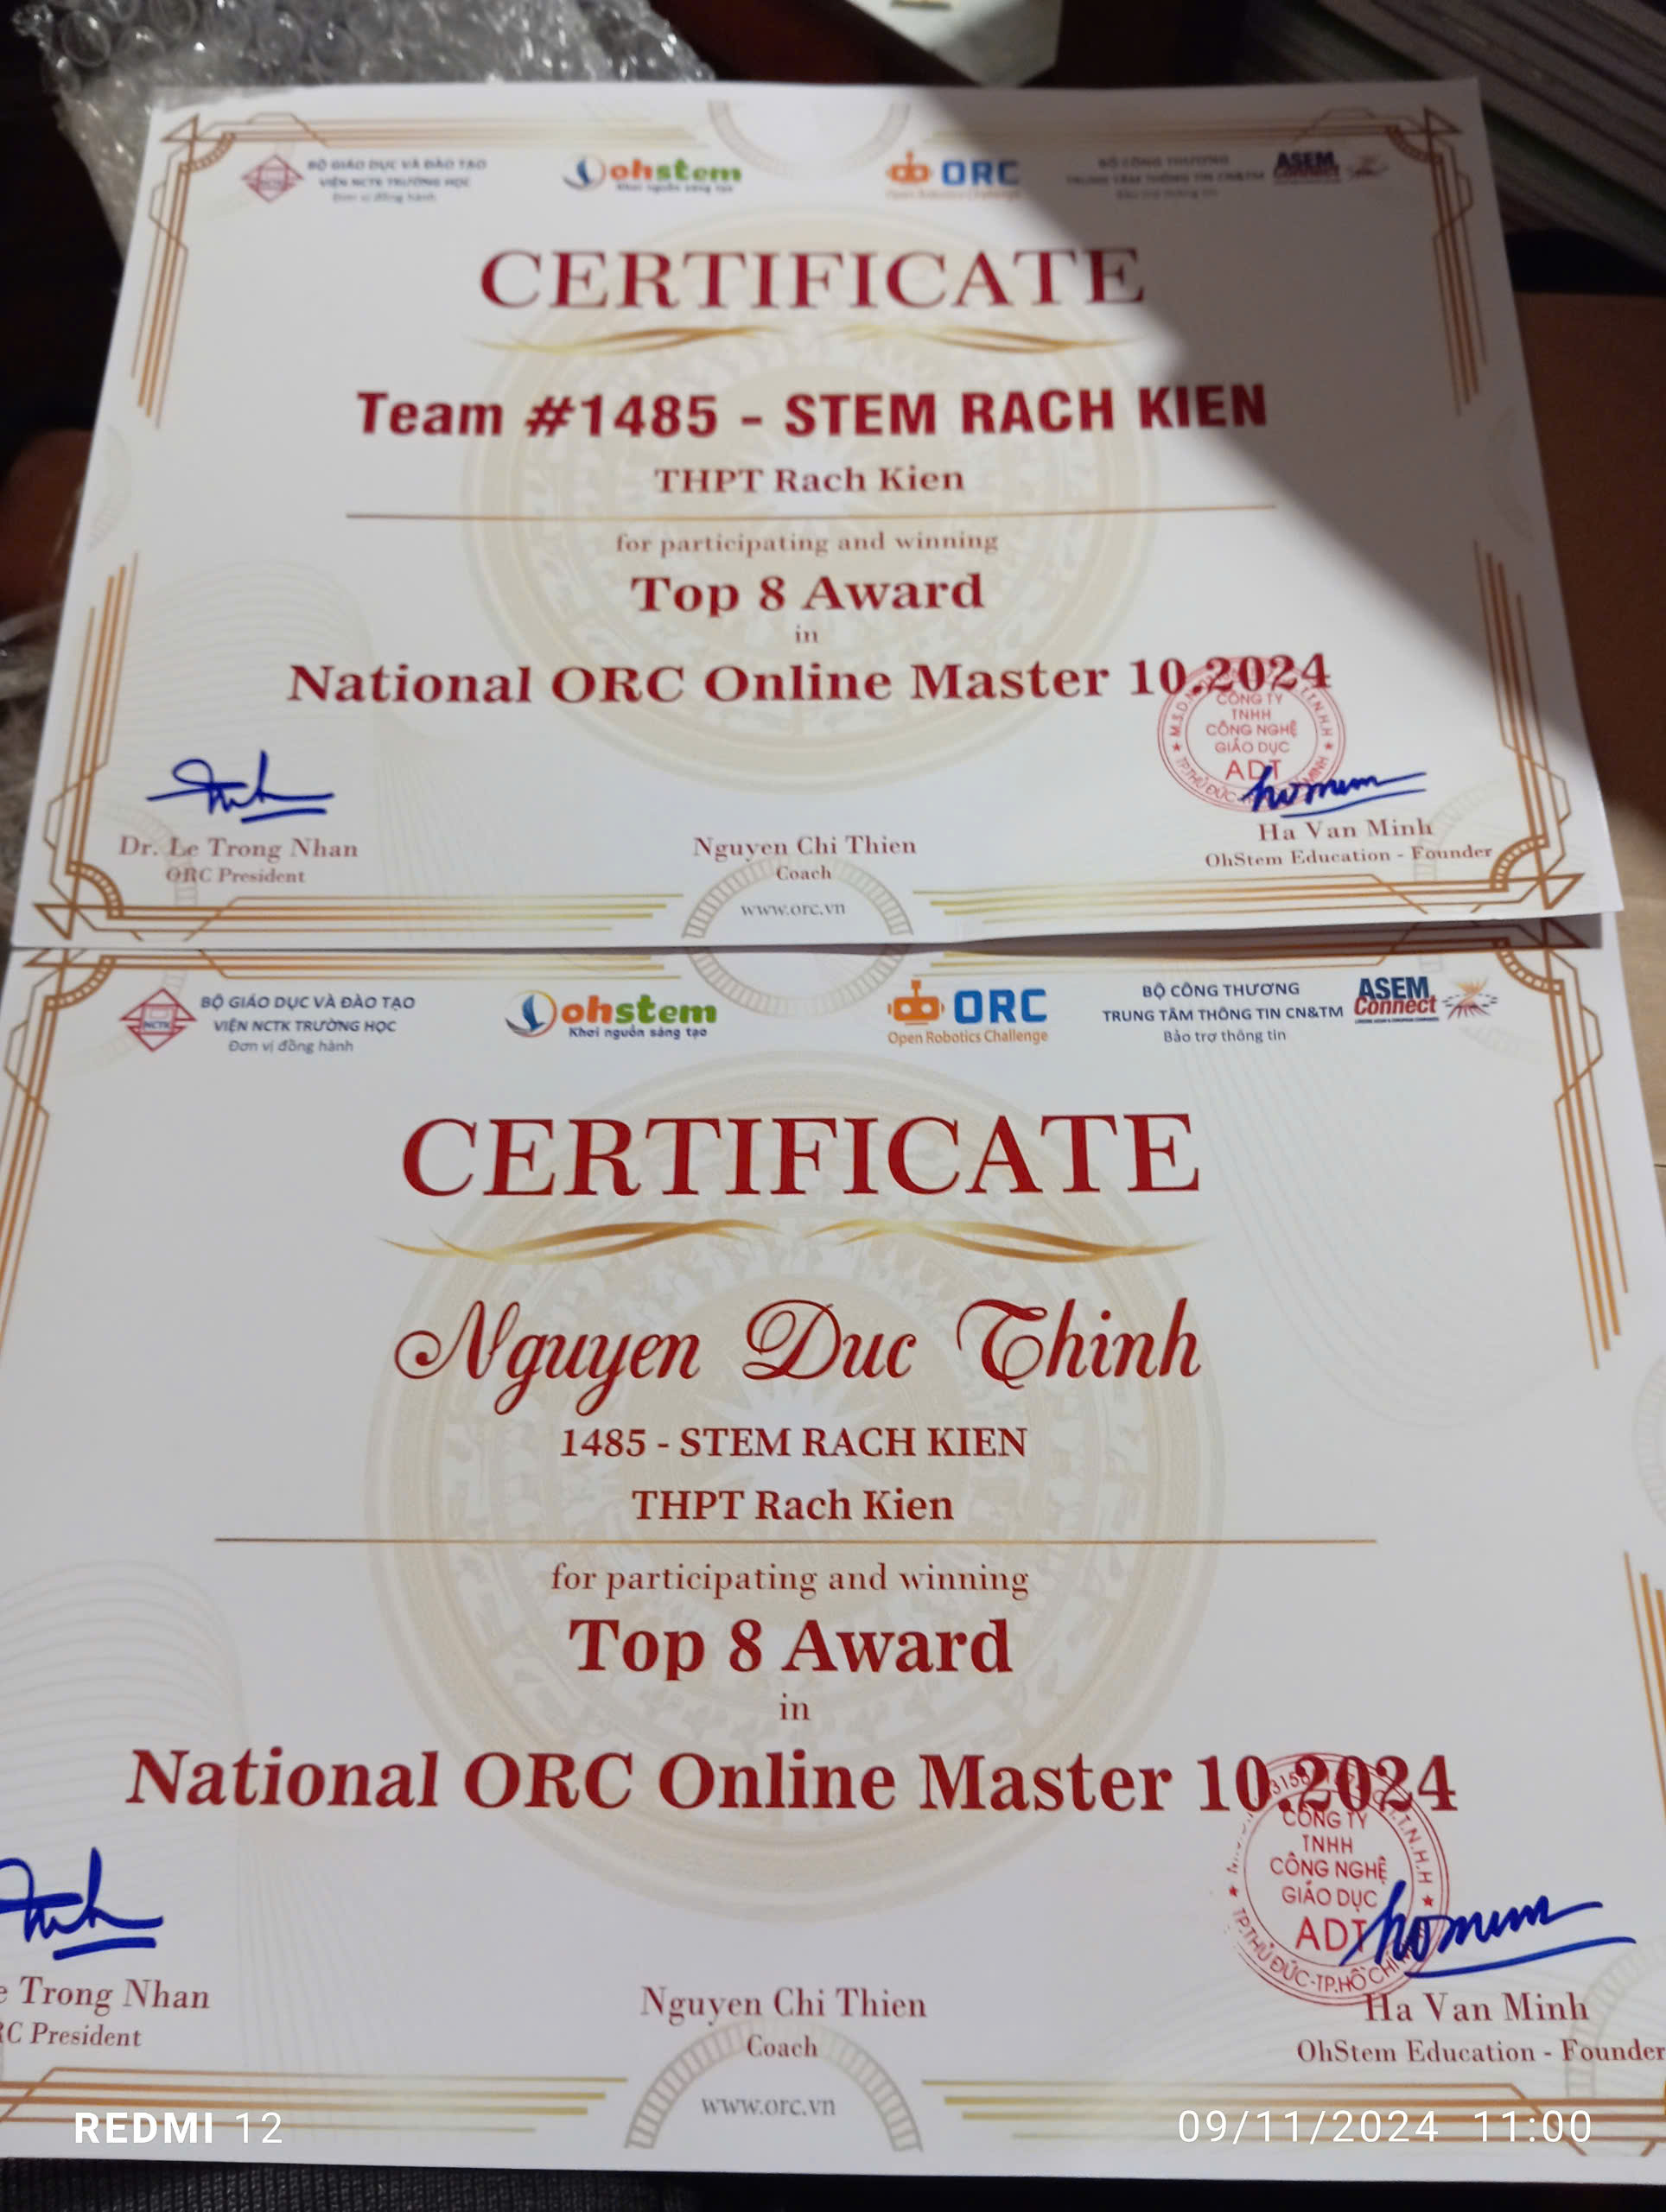 BỘ GIÁO DỤC VÀ ĐÀO TẠO
VIỆN NCTK TRƯỜNG HỌC
Đơn vị đồng hành
ohstem
Khơi nguồn sáng tạo
ORC
Open Robotics Challenge
BỘ CÔNG THƯƠNG
TRUNG TÂM THÔNG TIN CN&TM
Bảo trợ thông tin
ASEM
Connect
CERTIFICATE
Team #1485 - STEM RACH KIEN
THPT Rach Kien
for participating and winning
Top 8 Award
in
National ORC Online Master 10.2024
CÔNG TY
TNHH
CÔNG NGHỆ
GIÁO DỤC
ADT
Dr. Le Trong Nhan
ORC President
Nguyen Chi Thien
Coach
www.orc.vn
Ha Van Minh
OhStem Education - Founder
NCTK
BỘ GIÁO DỤC VÀ ĐÀO TẠO
VIỆN NCTK TRƯỜNG HỌC
Đơn vị đồng hành
ohstem
Khơi nguồn sáng tạo
ORC
Open Robotics Challenge
BỘ CÔNG THƯƠNG
TRUNG TÂM THÔNG TIN CN&TM
Bảo trợ thông tin
ASEM
Connect
CERTIFICATE
Nguyen Duc Thinh
1485 - STEM RACH KIEN
THPT Rach Kien
for participating and winning
Top 8 Award
in
National ORC Online Master 10.2024
CÔNG TY
TNHH
CÔNG NGHỆ
GIÁO DỤC
ADT
TP.THỦ ĐỨC-TP.HỒ CHÍ
e Trong Nhan
RC President
Nguyen Chi Thien
Coach
www.orc.vn
Ha Van Minh
OhStem Education - Founder
REDMI 12
09/11/2024 11:00